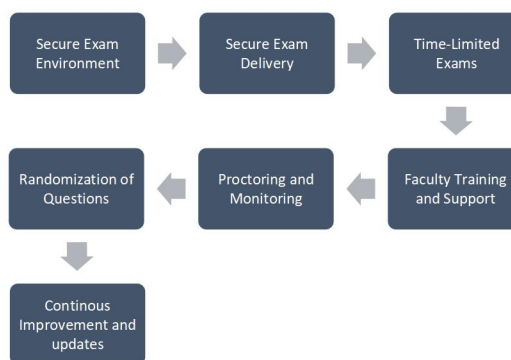 Secure Exam
Environment
Secure Exam
Delivery
Time-Limited
Exams
Faculty Training
and Support
Proctoring and
Monitoring
Randomization of
Questions
Continous
Improvement and
updates